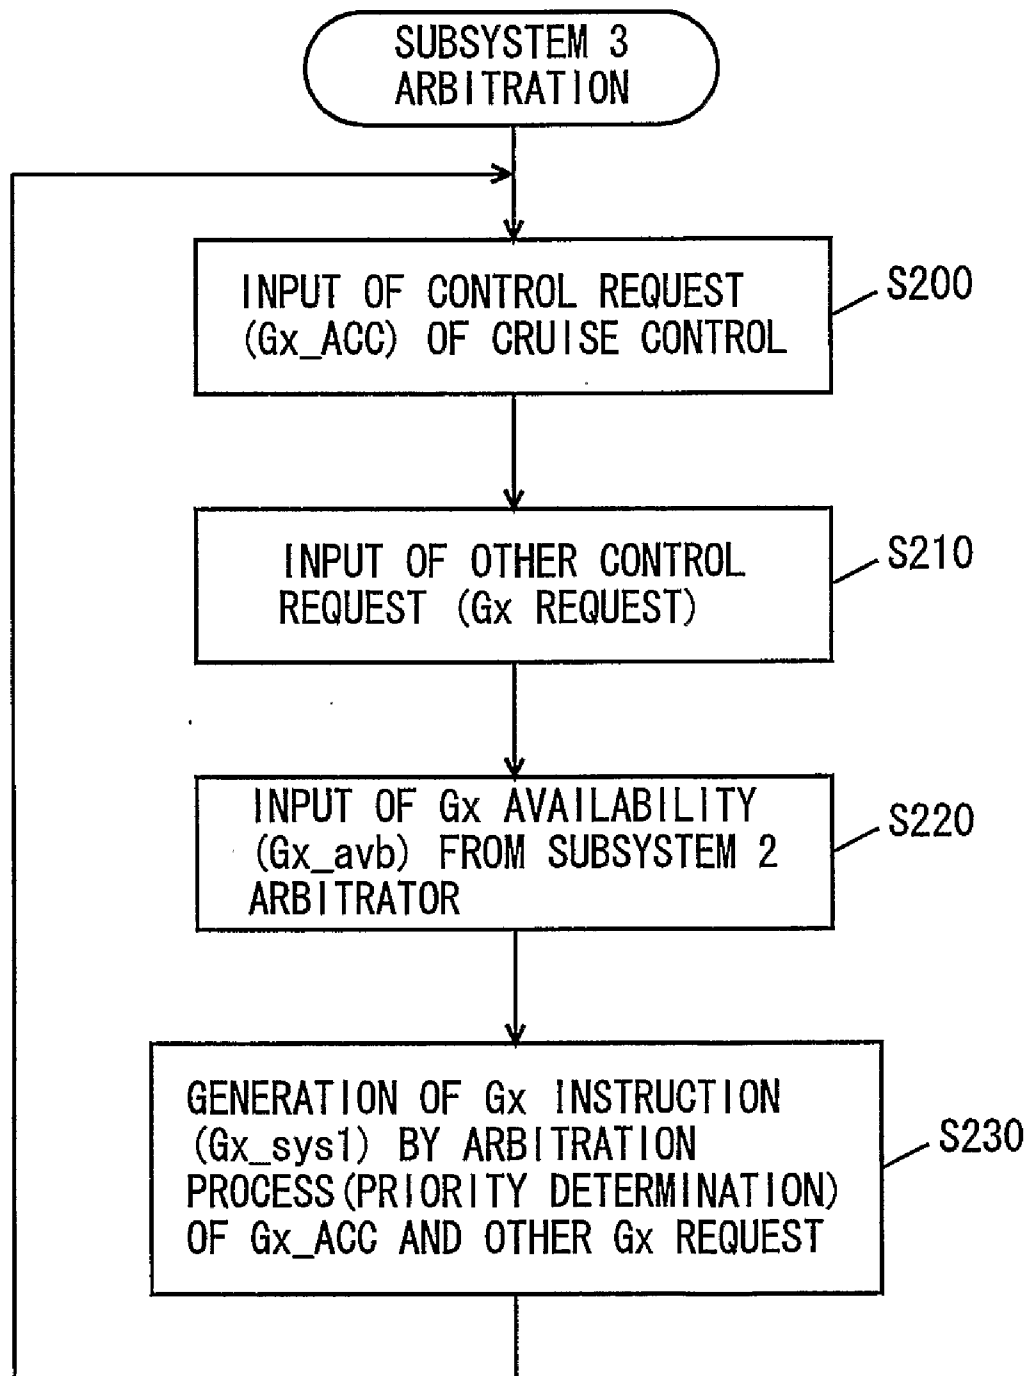 SUBSYSTEM 3
ARBITRATION
INPUT OF CONTROL REQUEST
(Gx_ACC) OF CRUISE CONTROL
S200
INPUT OF OTHER CONTROL
REQUEST (Gx REQUEST)
S210
INPUT OF Gx AVAILABILITY
(Gx_avb) FROM SUBSYSTEM 2
ARBITRATOR
S220
GENERATION OF Gx INSTRUCTION
(Gx_sys1) BY ARBITRATION
PROCESS(PRIORITY DETERMINATION)
OF Gx_ACC AND OTHER Gx REQUEST
S230